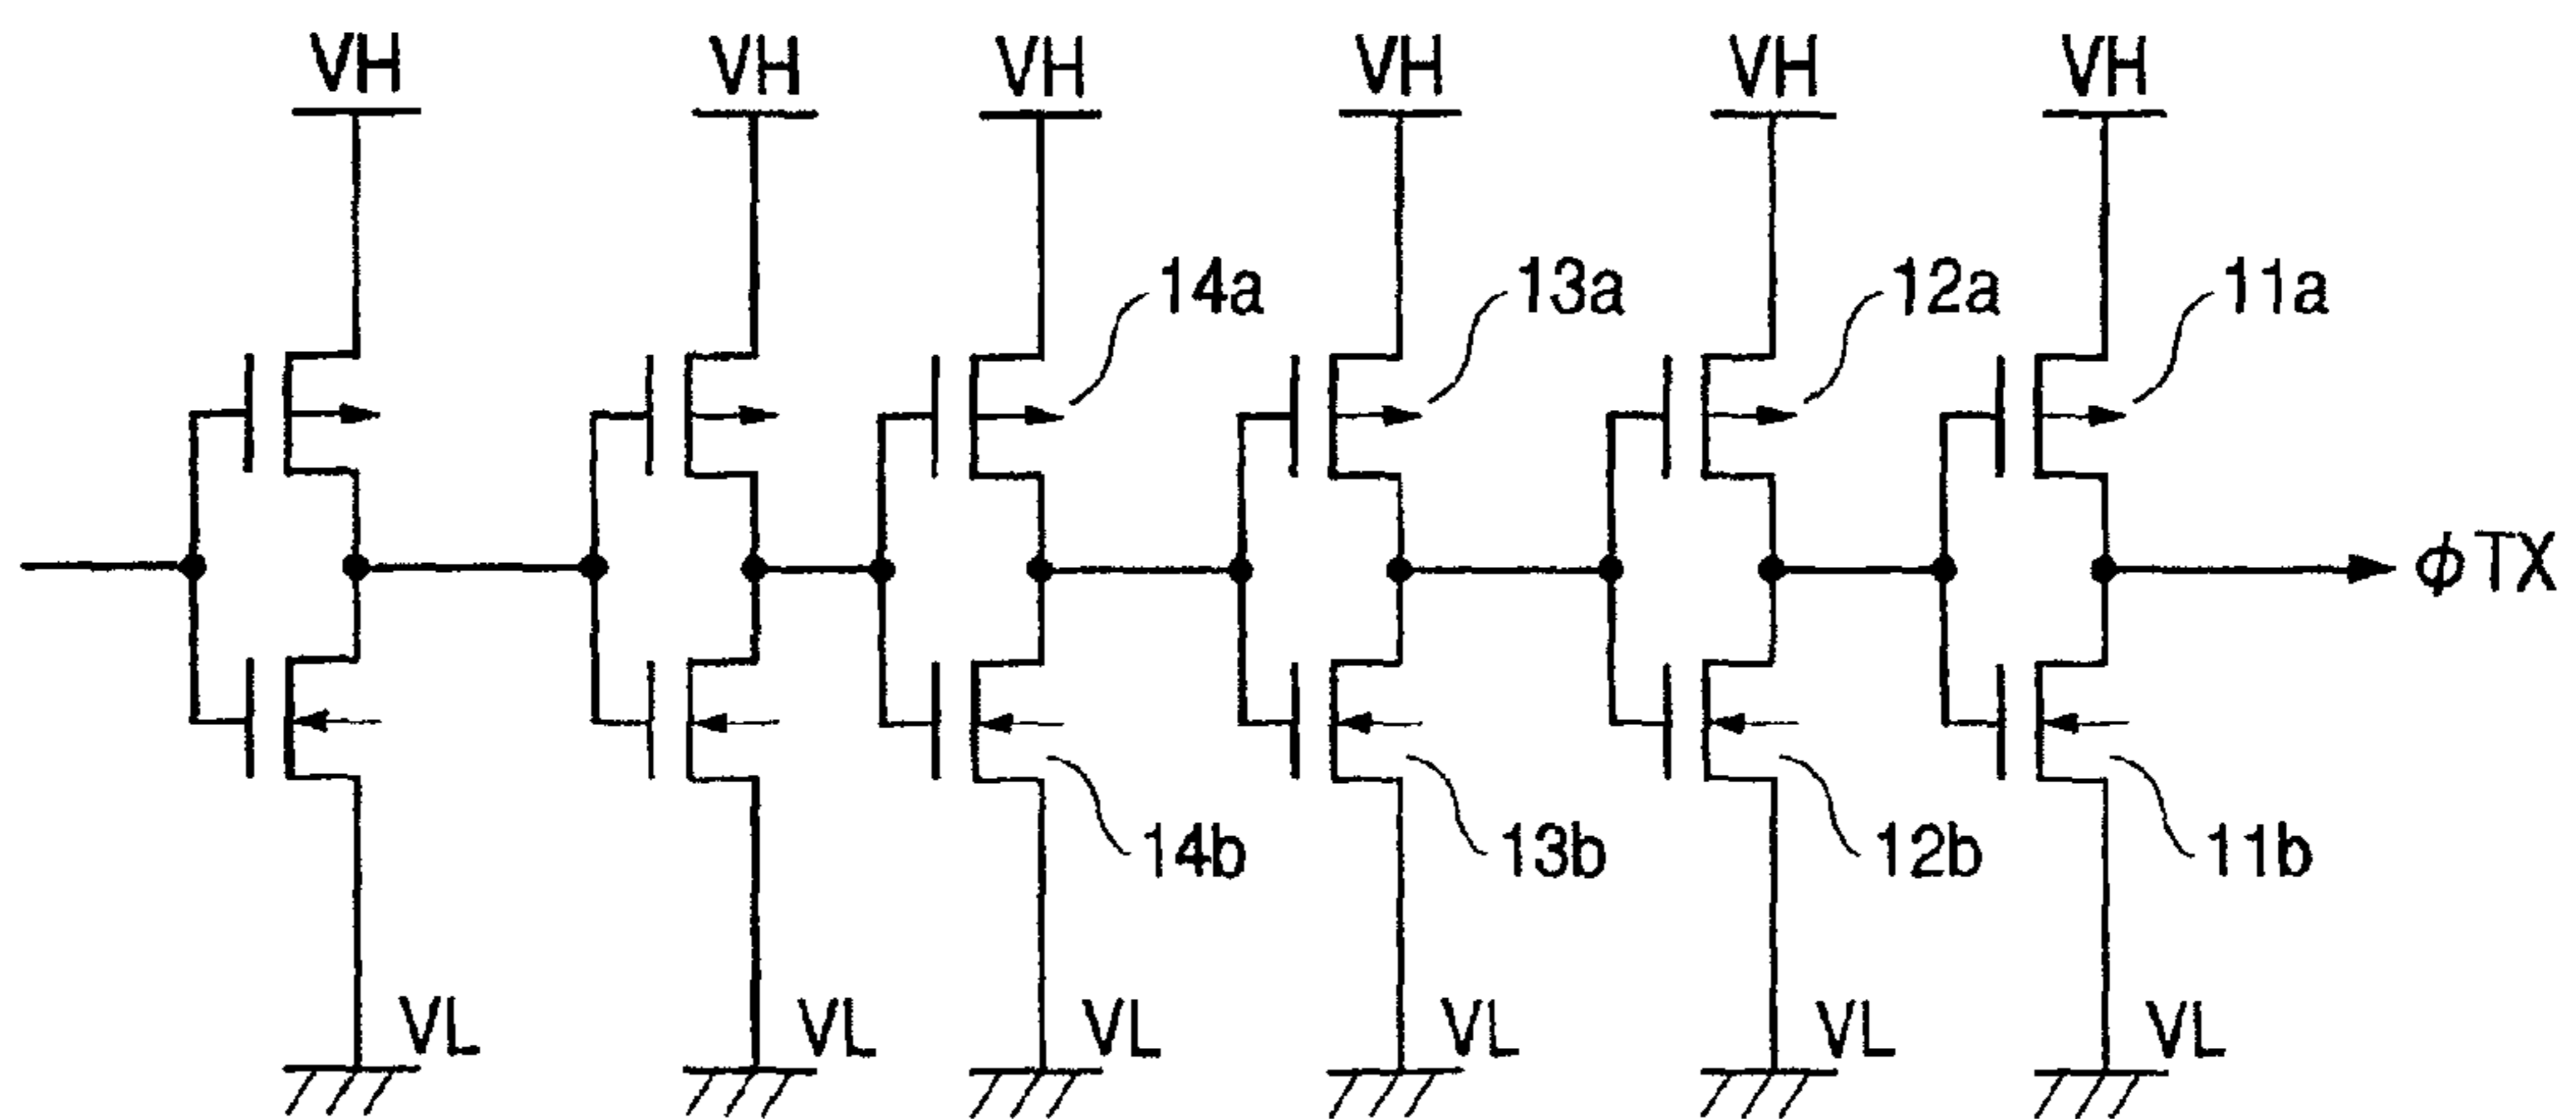 VH VH VH VH VH VH
14a 13a 12a 11a
ϕTX
14b 13b 12b 11b
VL VL VL VL VL VL